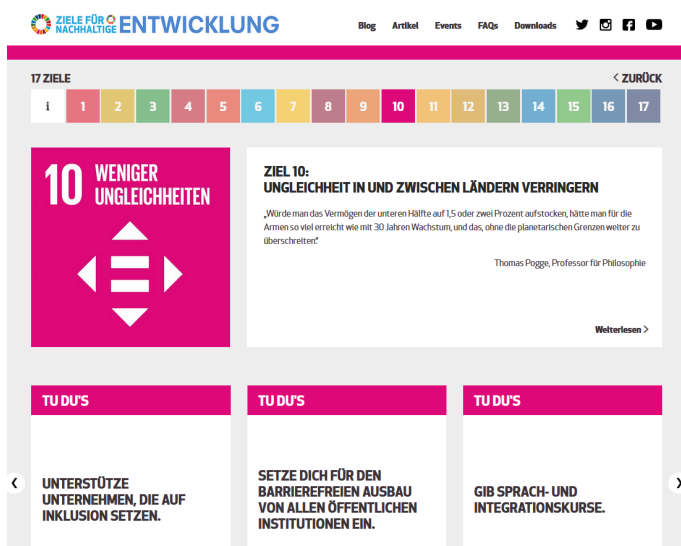 ZIELE FÜR
NACHHALTIGE ENTWICKLUNG
Blog Artikel Events FAQs Downloads
17 ZIELE
< ZURÜCK
i 1 2 3 4 5 6 7 8 9 10 11 12 13 14 15 16 17
10 WENIGER
UNGLEICHHEITEN
ZIEL 10:
UNGLEICHHEIT IN UND ZWISCHEN LÄNDERN VERRINGERN
„Würde man das Vermögen der unteren Hälfte auf 1,5 oder zwei Prozent aufstocken, hätte man für die
Armen so viel erreicht wie mit 30 Jahren Wachstum, und das, ohne die planetarischen Grenzen weiter zu
überschreiten."
Thomas Pogge, Professor für Philosophie
Weiterlesen >
TU DU'S
UNTERSTÜTZE
UNTERNEHMEN, DIE AUF
INKLUSION SETZEN.
TU DU'S
SETZE DICH FÜR DEN
BARRIEREFREIEN AUSBAU
VON ALLEN ÖFFENTLICHEN
INSTITUTIONEN EIN.
TU DU'S
GIB SPRACH- UND
INTEGRATIONSKURSE.